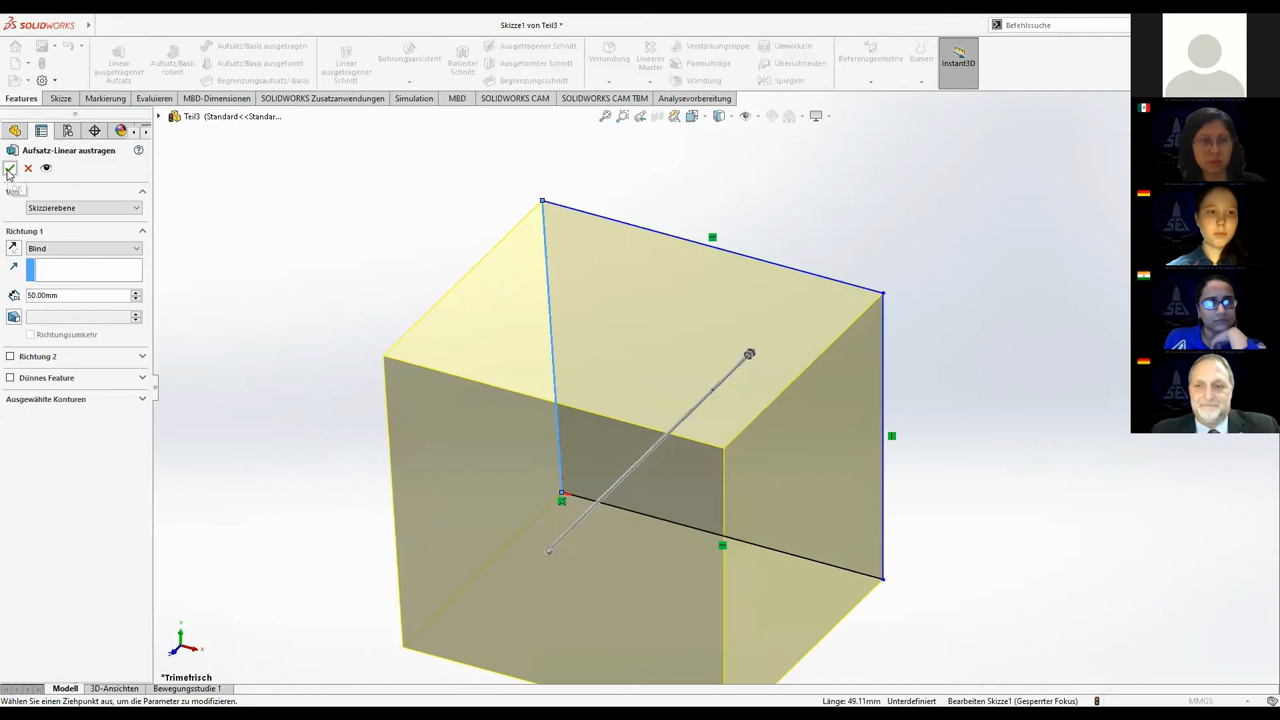 SOLIDWORKS
Skizze1 von Teil3 *
Befehlssuche
Linear ausgetragener Aufsatz
Aufsatz/Basis rotiert
Aufsatz/Basis ausgetragen
Aufsatz/Basis ausgeformt
Begrenzungsaufsatz/-basis
Linear ausgetragener Schnitt
Bohrungsassistent
Rotierter Schnitt
Ausgetragener Schnitt
Ausgeformter Schnitt
Begrenzungsschnitt
Verrundung
Lineares Muster
Verstärkungsrippe
Formschräge
Wandung
Umwickeln
Überschneiden
Spiegeln
Referenzgeometrie
Kurven
Instant3D
Features
Skizze
Markierung
Evaluieren
MBD-Dimensionen
SOLIDWORKS Zusatzanwendungen
Simulation
MBD
SOLIDWORKS CAM
SOLIDWORKS CAM TBM
Analysevorbereitung
Teil3 (Standard<<Standar...
Aufsatz-Linear austragen
OK
Von
Skizzierebene
Richtung 1
Blind
50.00mm
Richtungsumkehr
Richtung 2
Dünnes Feature
Ausgewählte Konturen
Y
X
Z
*Trimetrisch
Modell
3D-Ansichten
Bewegungsstudie 1
Wählen Sie einen Ziehpunkt aus, um die Parameter zu modifizieren.
Länge: 49.11mm
Unterdefiniert
Bearbeiten Skizze1 (Gesperrter Fokus)
MMGS